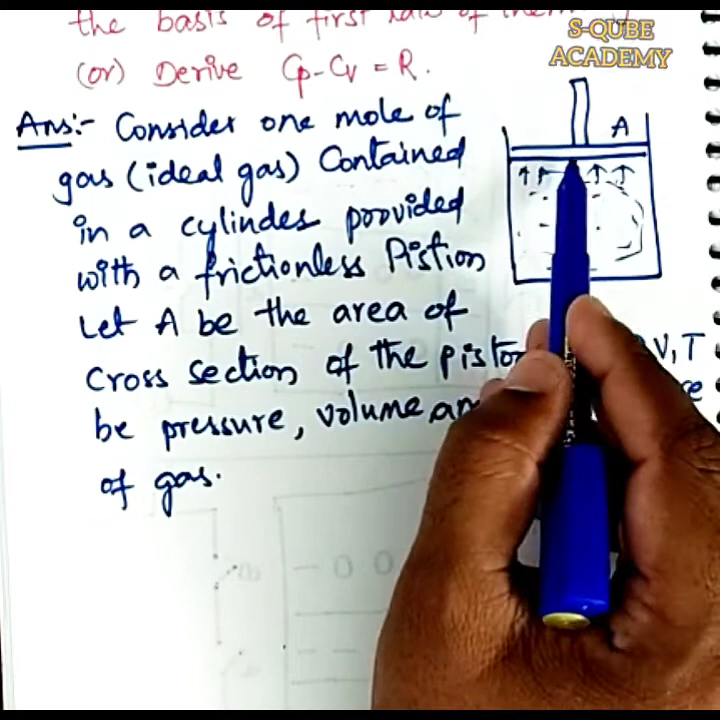 the basis of first law of
(or) Derive Cp-Cv = R.
S-QUBE
ACADEMY
Ans:- Consider one mole of
gas (ideal gas) Contained
in a cylinder provided
with a frictionless Pistion
Let A be the area of
cross section of the pisto
V, T
be pressure, volume an
of gas.
A